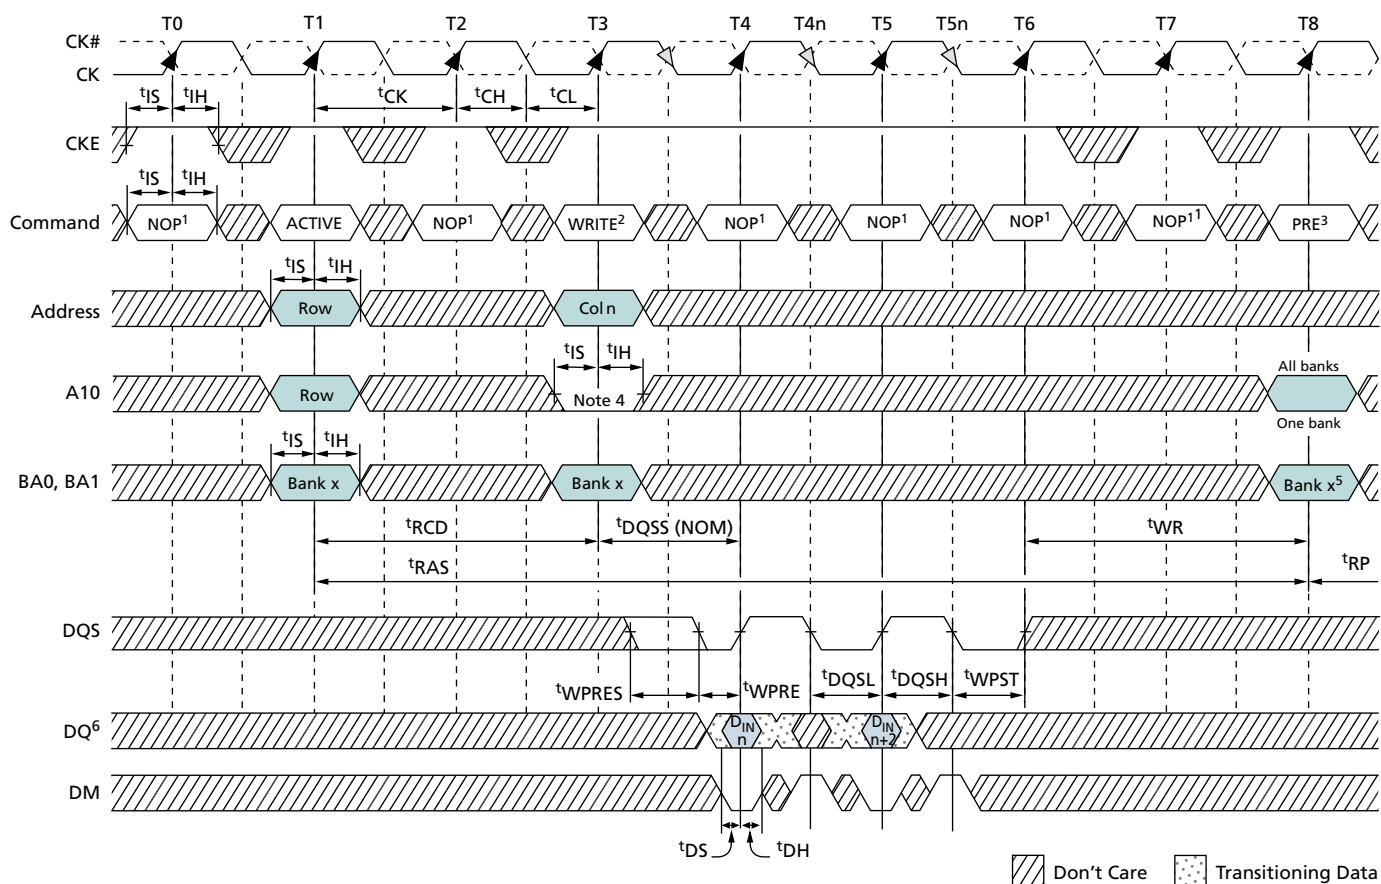 T0 T1 T2 T3 T4 T4n T5 T5n T6 T7 T8
CK#
CK
tIS tIH tCK tCH tCL
CKE
tIS tIH
Command NOP1 ACTIVE NOP1 WRITE2 NOP1 NOP1 NOP1 NOP11 PRE3
tIS tIH
Address Row Col n
tIS tIH All banks
A10 Row Note 4
One bank
tIS tIH
BA0, BA1 Bank x Bank x Bank x5
tRCD tDQSS (NOM) tWR
tRAS tRP
DQS
tWPRES tWPRE tDQSL tDQSH tWPST
DQ6 DIN n DIN n+2
DM
tDS tDH
Don't Care Transitioning Data